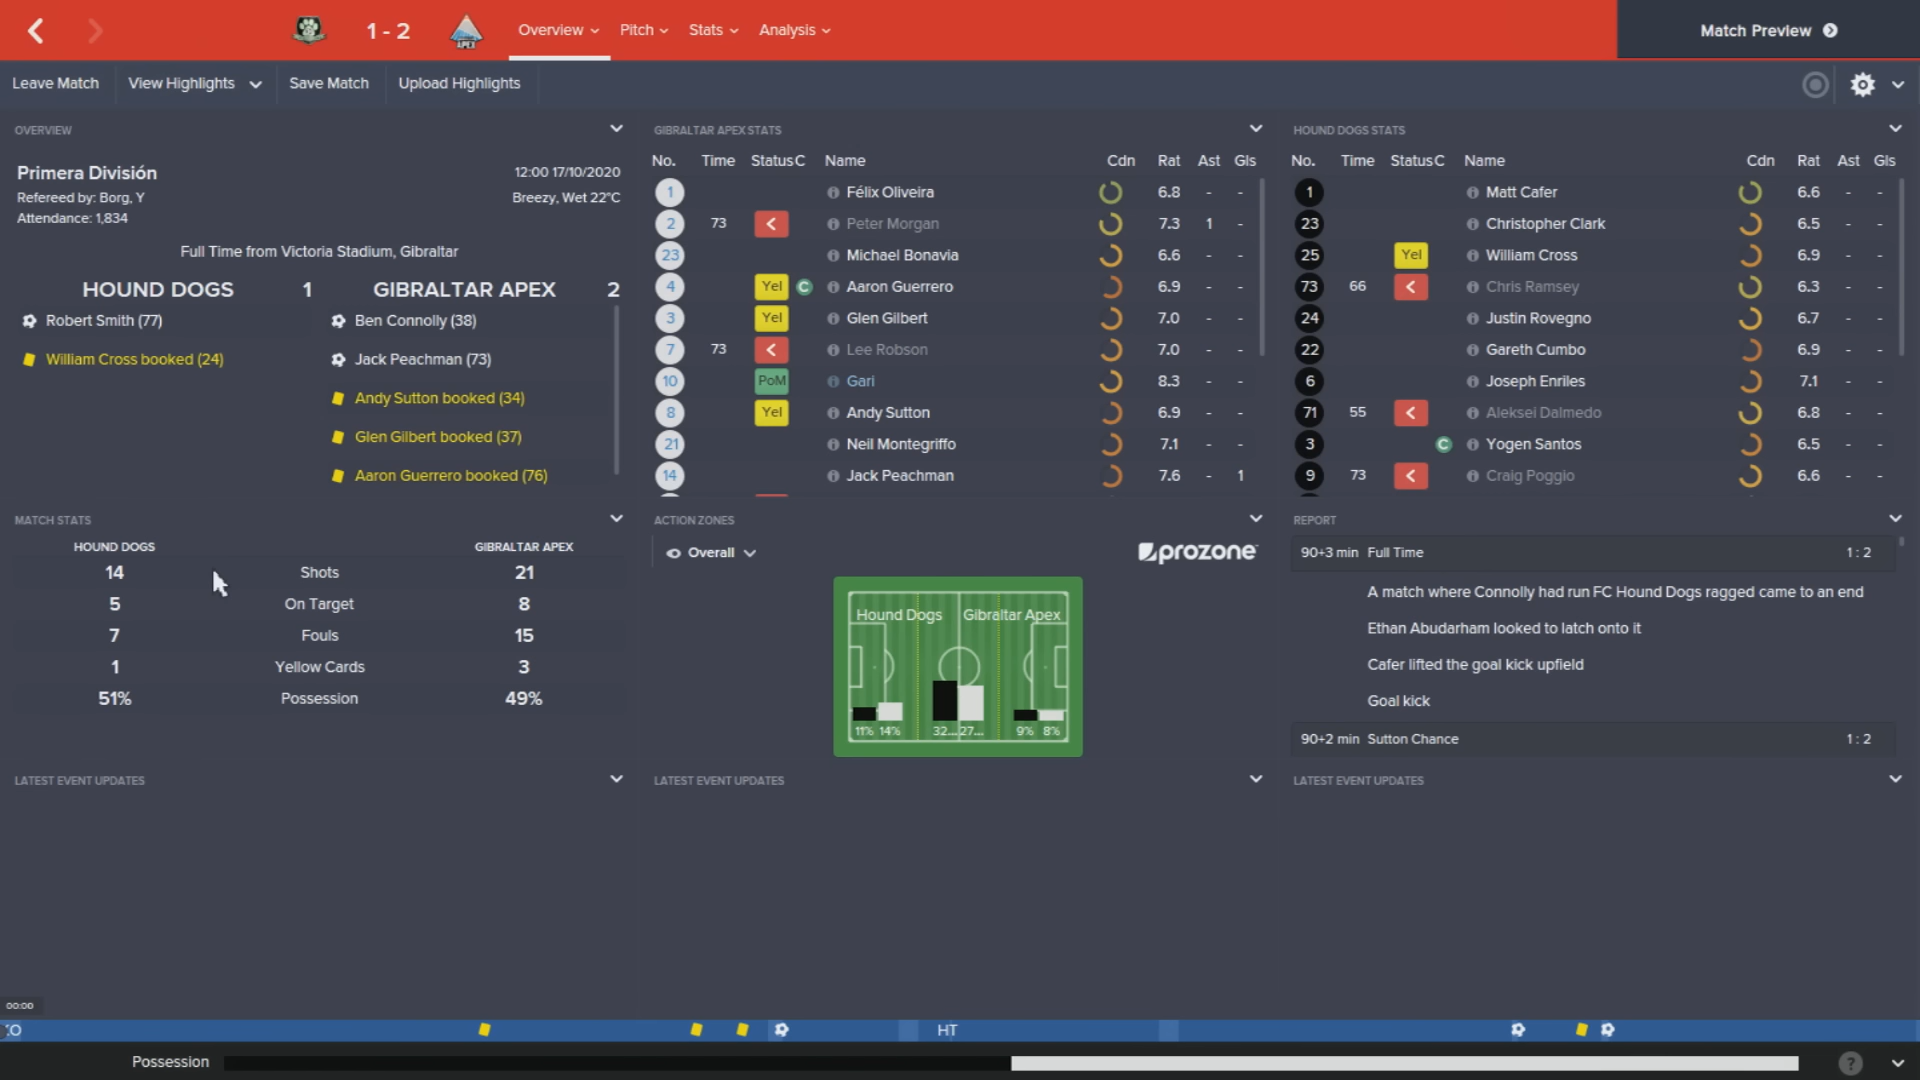 1 - 2
APEX
Overview
Pitch
Stats
Analysis
Match Preview
Leave Match
View Highlights
Save Match
Upload Highlights
OVERVIEW
Primera División
12:00 17/10/2020
Refereed by: Borg, Y
Breezy, Wet 22°C
Attendance: 1,834
Full Time from Victoria Stadium, Gibraltar
HOUND DOGS 1 GIBRALTAR APEX 2
Robert Smith (77)
William Cross booked (24)
Ben Connolly (38)
Jack Peachman (73)
Andy Sutton booked (34)
Glen Gilbert booked (37)
Aaron Guerrero booked (76)
GIBRALTAR APEX STATS
No. Time Status C Name Cdn Rat Ast Gls
1 Félix Oliveira 6.8 - -
2 73 < Peter Morgan 7.3 1 -
23 Michael Bonavia 6.6 - -
4 Yel C Aaron Guerrero 6.9 - -
3 Yel Glen Gilbert 7.0 - -
7 73 < Lee Robson 7.0 - -
10 PoM Gari 8.3 - -
8 Yel Andy Sutton 6.9 - -
21 Neil Montegriffo 7.1 - -
14 Jack Peachman 7.6 - 1
HOUND DOGS STATS
No. Time Status C Name Cdn Rat Ast Gls
1 Matt Cafer 6.6 - -
23 Christopher Clark 6.5 - -
25 Yel William Cross 6.9 - -
73 66 < Chris Ramsey 6.3 - -
24 Justin Rovegno 6.7 - -
22 Gareth Cumbo 6.9 - -
6 Joseph Enriles 7.1 - -
71 55 < Aleksei Dalmedo 6.8 - -
3 C Yogen Santos 6.5 - -
9 73 < Craig Poggio 6.6 - -
MATCH STATS
HOUND DOGS GIBRALTAR APEX
14 Shots 21
5 On Target 8
7 Fouls 15
1 Yellow Cards 3
51% Possession 49%
ACTION ZONES
Overall
prozone
Hound Dogs Gibraltar Apex
11% 14% 32... 27... 9% 8%
REPORT
90+3 min Full Time 1 : 2
A match where Connolly had run FC Hound Dogs ragged came to an end
Ethan Abudarham looked to latch onto it
Cafer lifted the goal kick upfield
Goal kick
90+2 min Sutton Chance 1 : 2
LATEST EVENT UPDATES
LATEST EVENT UPDATES
LATEST EVENT UPDATES
00:00
HT
Possession
?